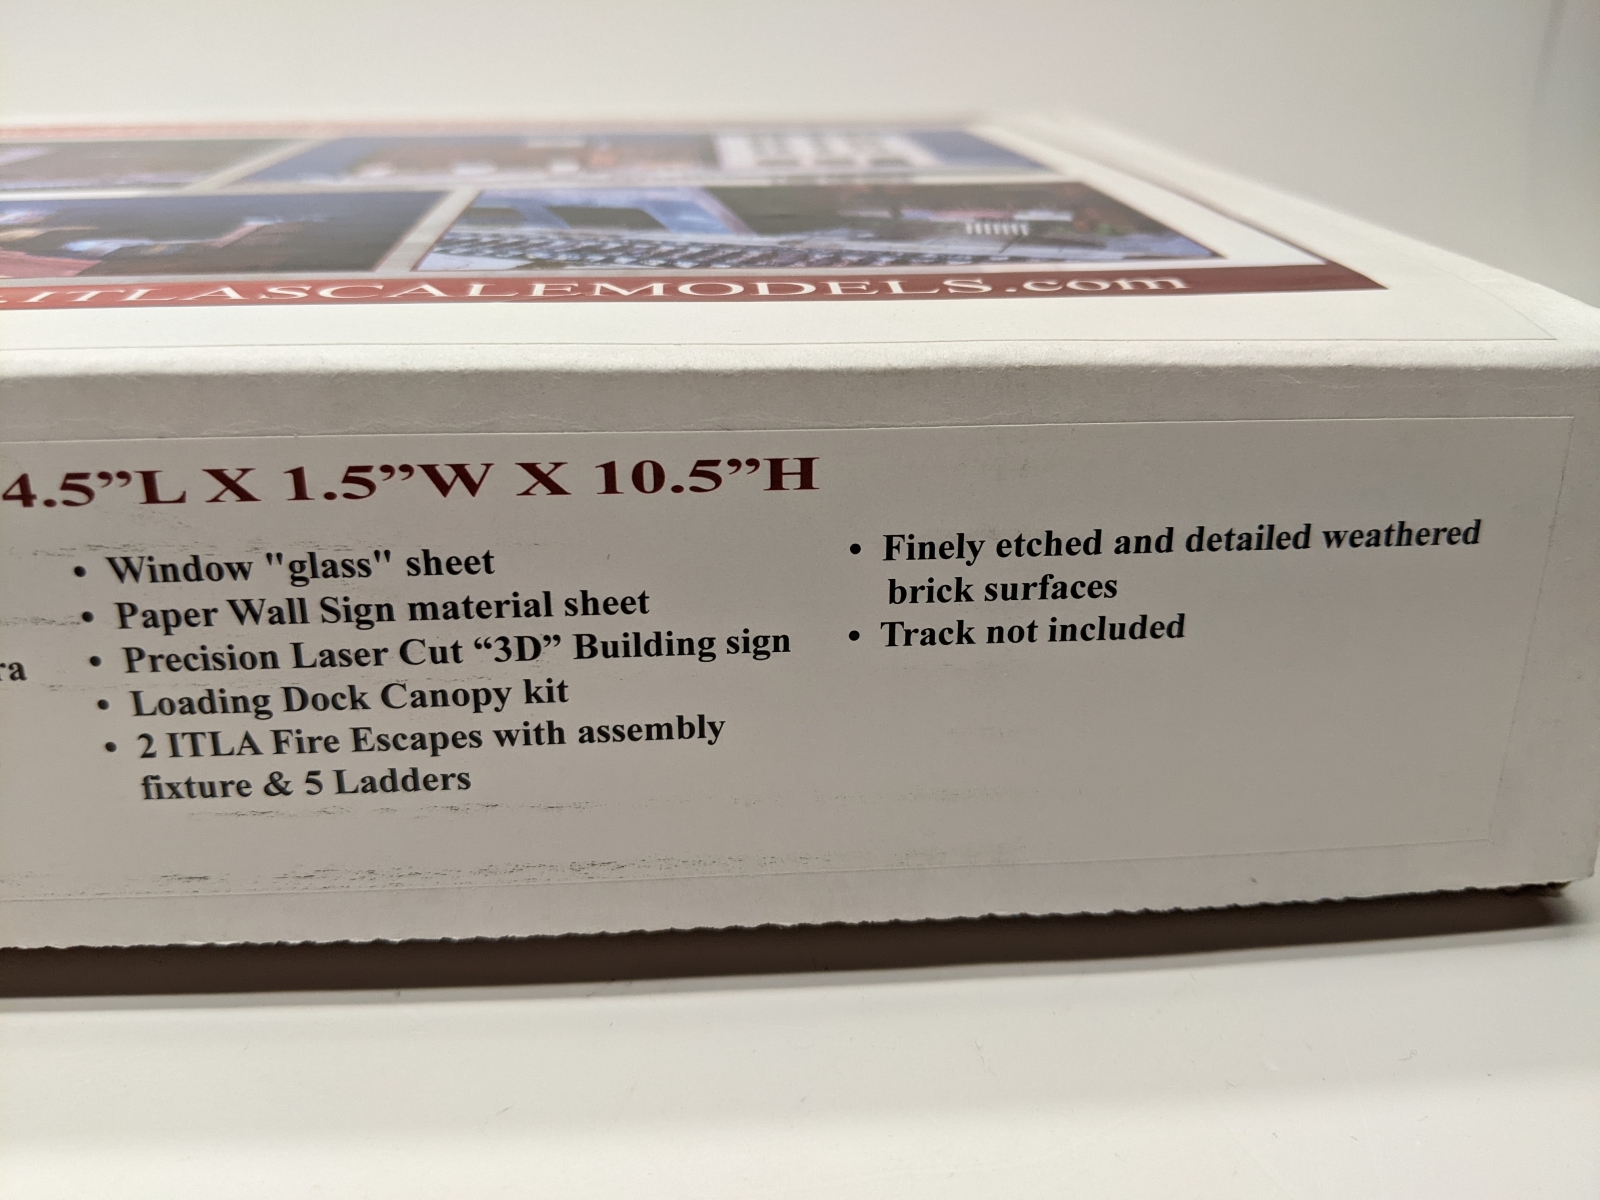 ITLASCALEMODELS.com
4.5”L X 1.5”W X 10.5”H
• Window "glass" sheet
• Paper Wall Sign material sheet
• Precision Laser Cut “3D” Building sign
• Loading Dock Canopy kit
• 2 ITLA Fire Escapes with assembly
fixture & 5 Ladders
• Finely etched and detailed weathered
brick surfaces
• Track not included